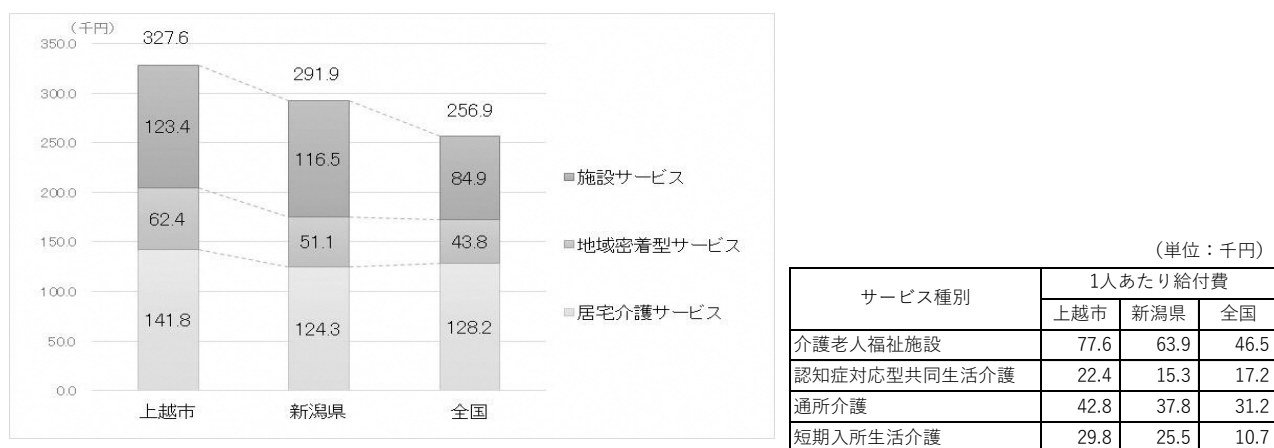 (千円)
350.0
300.0
250.0
200.0
150.0
100.0
50.0
0.0
327.6
291.9
256.9
123.4
116.5
84.9
62.4
51.1
43.8
141.8
124.3
128.2
上越市 新潟県 全国
■施設サービス
■地域密着型サービス
■居宅介護サービス
（単位：千円）
サービス種別 1人あたり給付費
上越市 新潟県 全国
介護老人福祉施設 77.6 63.9 46.5
認知症対応型共同生活介護 22.4 15.3 17.2
通所介護 42.8 37.8 31.2
短期入所生活介護 29.8 25.5 10.7